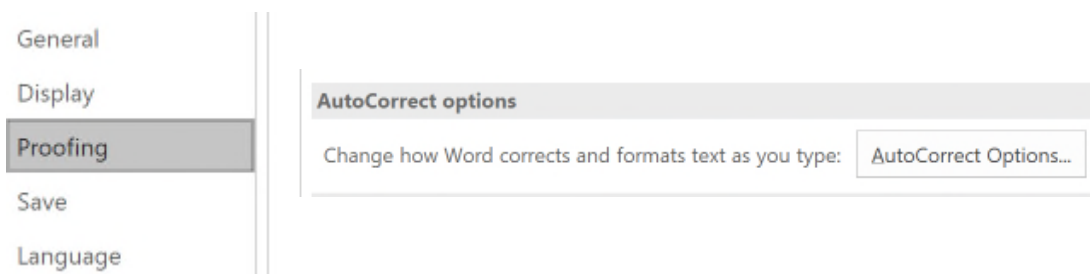 General
Display
Proofing
Save
Language
AutoCorrect options
Change how Word corrects and formats text as you type: AutoCorrect Options...